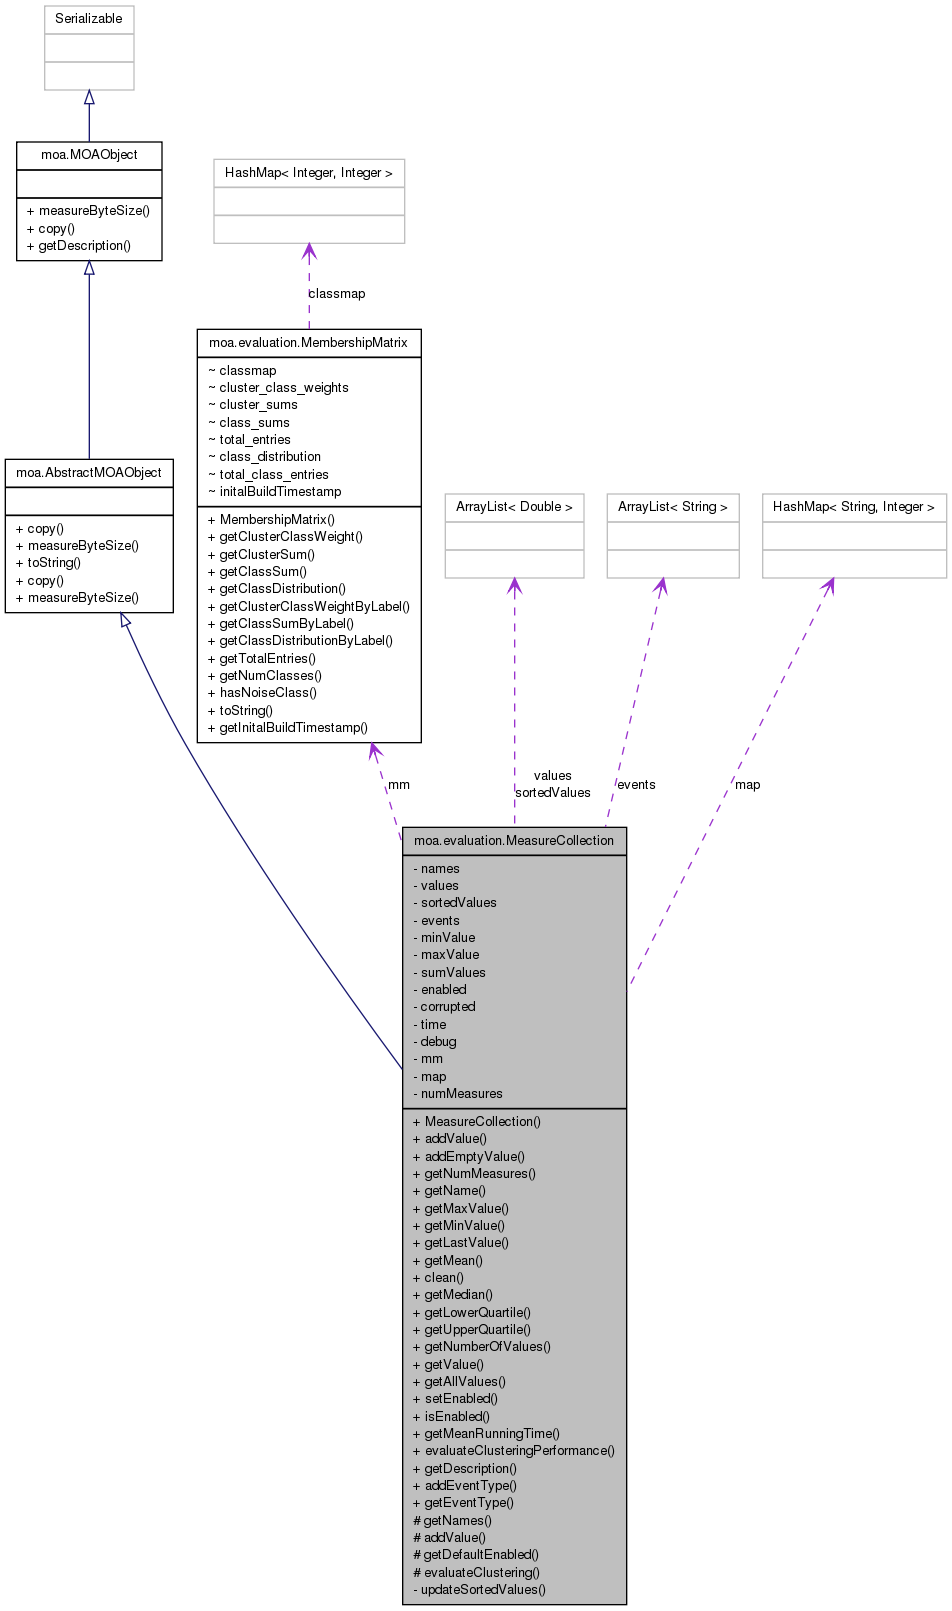 Serializable
moa.MOAObject
+ measureByteSize()
+ copy()
+ getDescription()
HashMap< Integer, Integer >
classmap
moa.evaluation.MembershipMatrix
~ classmap
~ cluster_class_weights
~ cluster_sums
~ class_sums
~ total_entries
~ class_distribution
~ total_class_entries
~ initalBuildTimestamp
+ MembershipMatrix()
+ getClusterClassWeight()
+ getClusterSum()
+ getClassSum()
+ getClassDistribution()
+ getClusterClassWeightByLabel()
+ getClassSumByLabel()
+ getClassDistributionByLabel()
+ getTotalEntries()
+ getNumClasses()
+ hasNoiseClass()
+ toString()
+ getInitalBuildTimestamp()
moa.AbstractMOAObject
+ copy()
+ measureByteSize()
+ toString()
+ copy()
+ measureByteSize()
ArrayList< Double >
ArrayList< String >
HashMap< String, Integer >
mm
values
sortedValues
events
map
moa.evaluation.MeasureCollection
- names
- values
- sortedValues
- events
- minValue
- maxValue
- sumValues
- enabled
- corrupted
- time
- debug
- mm
- map
- numMeasures
+ MeasureCollection()
+ addValue()
+ addEmptyValue()
+ getNumMeasures()
+ getName()
+ getMaxValue()
+ getMinValue()
+ getLastValue()
+ getMean()
+ clean()
+ getMedian()
+ getLowerQuartile()
+ getUpperQuartile()
+ getNumberOfValues()
+ getValue()
+ getAllValues()
+ setEnabled()
+ isEnabled()
+ getMeanRunningTime()
+ evaluateClusteringPerformance()
+ getDescription()
+ addEventType()
+ getEventType()
# getNames()
# addValue()
# getDefaultEnabled()
# evaluateClustering()
- updateSortedValues()